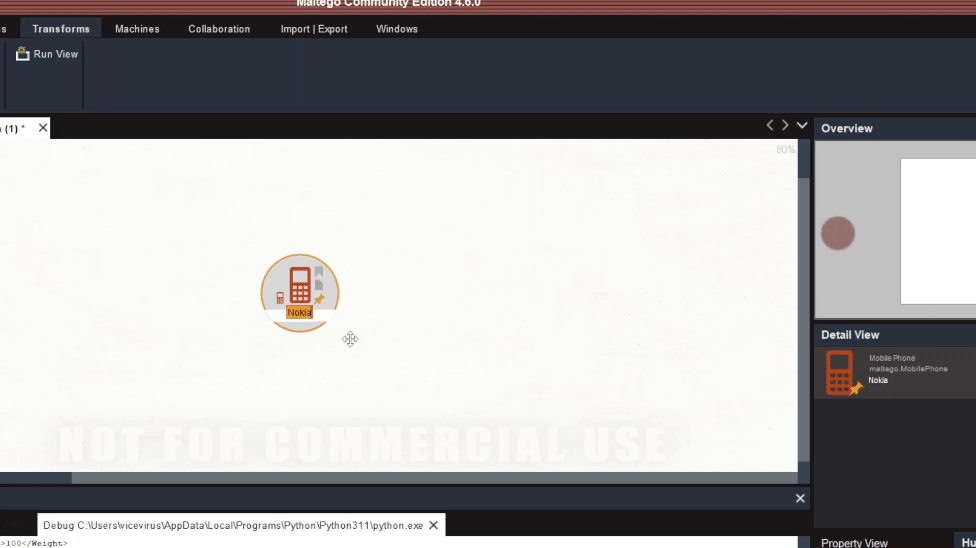 Maltego Community Edition 4.6.0
s Transforms Machines Collaboration Import | Export Windows
Run View
(1) *
Overview
80%
Nokia
Detail View
Mobile Phone
maltego.MobilePhone
Nokia
NOT FOR COMMERCIAL USE
Debug C:\Users\vicevirus\AppData\Local\Programs\Python\Python311\python.exe
>100</Weight>
Property View Hu